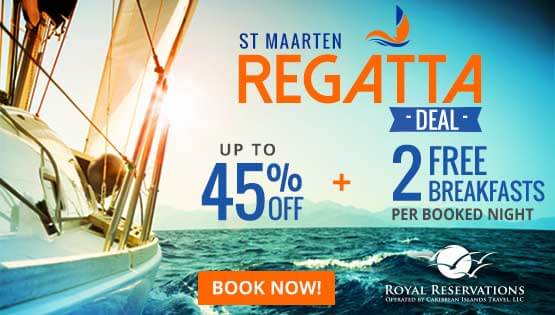 ST MAARTEN
REGATTA
- DEAL -
UP TO
45% OFF
+
2 FREE BREAKFASTS
PER BOOKED NIGHT
BOOK NOW!
ROYAL RESERVATIONS
OPERATED BY CARIBBEAN ISLANDS TRAVEL, LLC